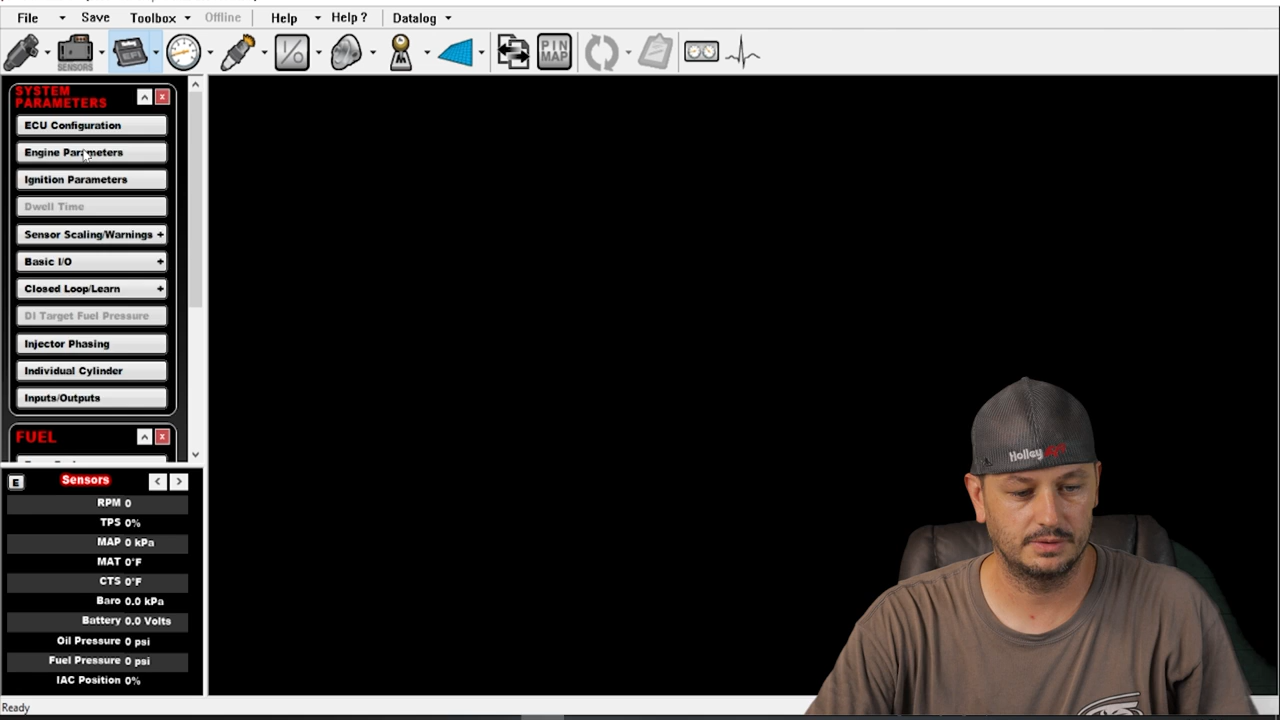 File Save Toolbox Offline Help Help ? Datalog
SENSORS EFI I/O PIN
MAP
SYSTEM
PARAMETERS
ECU Configuration
Engine Parameters
Ignition Parameters
Dwell Time
Sensor Scaling/Warnings +
Basic I/O +
Closed Loop/Learn +
DI Target Fuel Pressure
Injector Phasing
Individual Cylinder
Inputs/Outputs
FUEL
E Sensors < >
RPM 0
TPS 0%
MAP 0 kPa
MAT 0°F
CTS 0°F
Baro 0.0 kPa
Battery 0.0 Volts
Oil Pressure 0 psi
Fuel Pressure 0 psi
IAC Position 0%
Ready
Holley